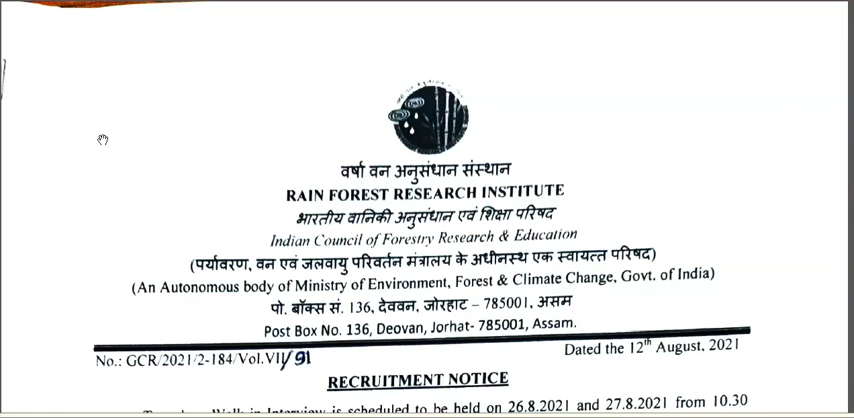 वर्षा वन अनुसंधान संस्थान
RAIN FOREST RESEARCH INSTITUTE
भारतीय वानिकी अनुसंधान एवं शिक्षा परिषद
Indian Council of Forestry Research & Education
(पर्यावरण, वन एवं जलवायु परिवर्तन मंत्रालय के अधीनस्थ एक स्वायत्त परिषद)
(An Autonomous body of Ministry of Environment, Forest & Climate Change, Govt. of India)
पो. बॉक्स सं. 136, देववन, जोरहाट – 785001, असम
Post Box No. 136, Deovan, Jorhat- 785001, Assam.
No.: GCR/2021/2-184/Vol.VII/91
Dated the 12th August, 2021
RECRUITMENT NOTICE
Walk-in Interview is scheduled to be held on 26.8.2021 and 27.8.2021 from 10.30